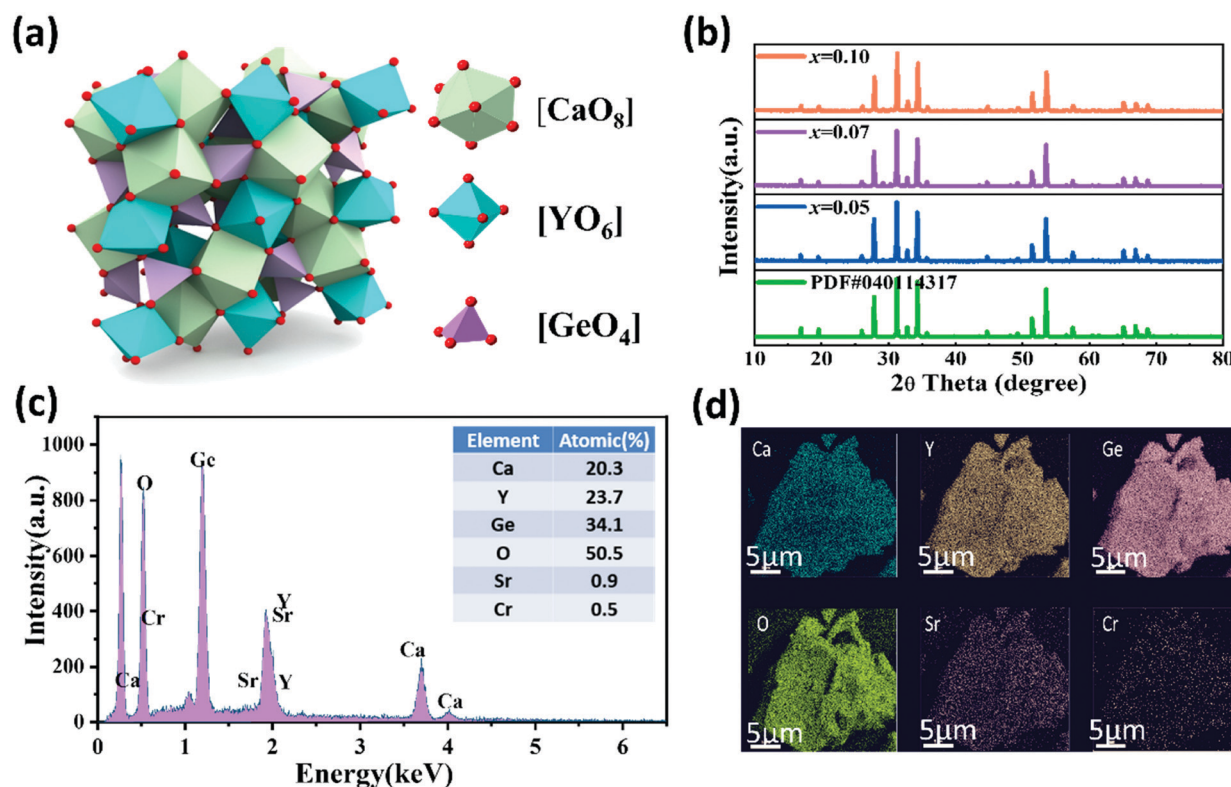 (a)
[CaO₈]
[YO₆]
[GeO₄]
(b)
x=0.10
x=0.07
x=0.05
PDF#040114317
Intensity(a.u.)
10 20 30 40 50 60 70 80
2θ Theta (degree)
(c)
1000
800
600
400
200
0
Intensity(a.u.)
Ca
O
Cr
Ge
Y
Sr
Sr
Y
Ca
Ca
0 1 2 3 4 5 6
Energy(keV)
Element Atomic(%)
Ca 20.3
Y 23.7
Ge 34.1
O 50.5
Sr 0.9
Cr 0.5
(d)
Ca Y Ge
5μm 5μm 5μm
O Sr Cr
5μm 5μm 5μm